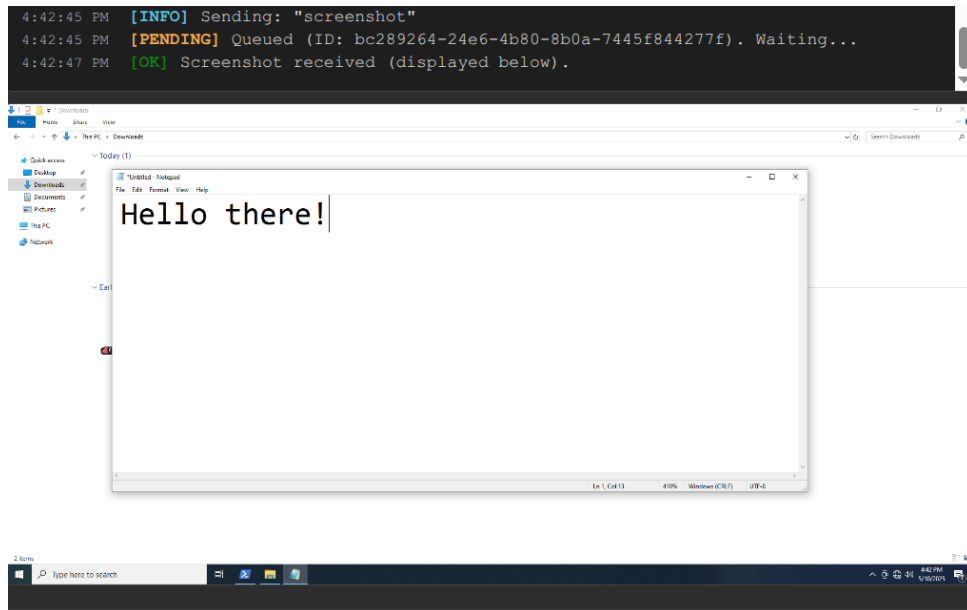 4:42:45 PM [INFO] Sending: "screenshot"
4:42:45 PM [PENDING] Queued (ID: bc289264-24e6-4b80-8b0a-7445f844277f). Waiting...
4:42:47 PM [OK] Screenshot received (displayed below).
Downloads
File Home Share View
This PC Downloads
Search Downloads
Quick access
Desktop
Downloads
Documents
Pictures
This PC
Network
Today (1)
*Untitled - Notepad
File Edit Format View Help
Hello there!
Earl
Ln 1, Col 13 410% Windows (CRLF) UTF-8
2 items
Type here to search
4:42 PM
5/18/2025